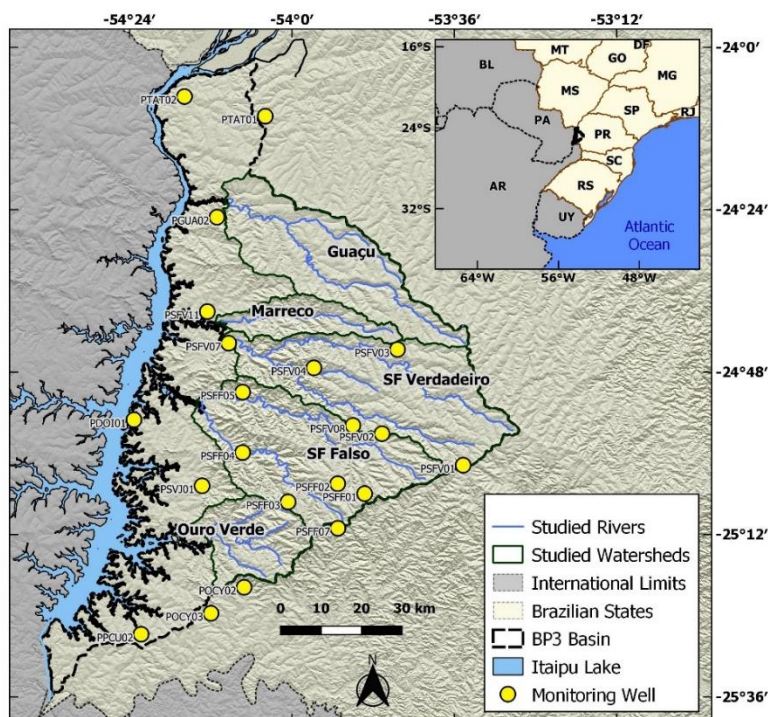 -54°24'
-54°0'
-53°36'
-53°12'
-24°0'
-24°24'
-24°48'
-25°12'
-25°36'
16°S
24°S
32°S
64°W
56°W
48°W
BL
MT
GO
DF
MG
MS
SP
RJ
PA
PR
SC
AR
RS
UY
Atlantic
Ocean
PTAT02
PTAT01
PGUA02
Guaçu
PSFV11
Marreco
PSFV07
PSFV03
PSFV04
SF Verdadeiro
PSFF05
PDOI01
PSFV08
PSFV02
PSFF04
SF Falso
PSFV01
PSVJ01
PSFF02
PSFF01
PSFF03
Ouro Verde
PSFF07
POCY02
POCY03
PPCU02
0 10 20 30 km
N
Studied Rivers
Studied Watersheds
International Limits
Brazilian States
BP3 Basin
Itaipu Lake
Monitoring Well